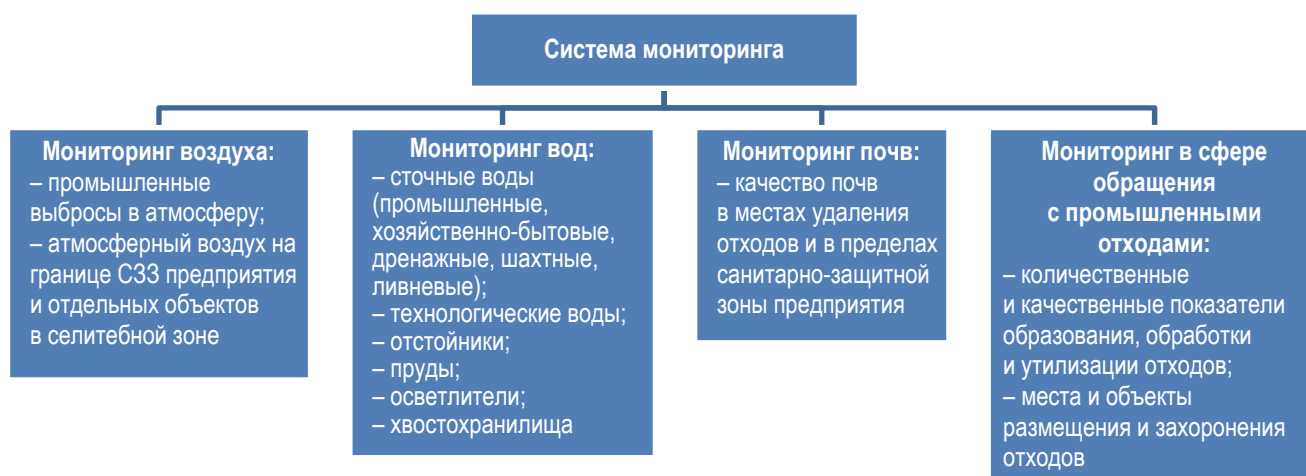 Система мониторинга
Мониторинг воздуха:
– промышленные
выбросы в атмосферу;
– атмосферный воздух на
границе СЗЗ предприятия
и отдельных объектов
в селитебной зоне
Мониторинг вод:
– сточные воды
(промышленные,
хозяйственно-бытовые,
дренажные, шахтные,
ливневые);
– технологические воды;
– отстойники;
– пруды;
– осветлители;
– хвостохранилища
Мониторинг почв:
– качество почв
в местах удаления
отходов и в пределах
санитарно-защитной
зоны предприятия
Мониторинг в сфере
обращения
с промышленными
отходами:
– количественные
и качественные показатели
образования, обработки
и утилизации отходов;
– места и объекты
размещения и захоронения
отходов